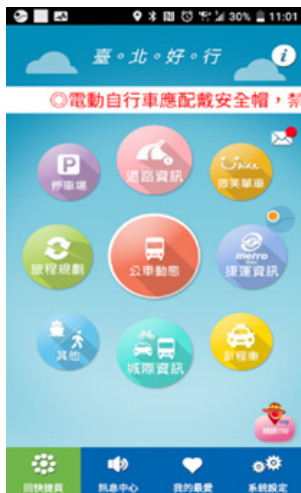 30% 11:01
臺。北。好。行
i
◎電動自行車應配戴安全帽,禁
P
停車場
道路資訊
Ubike
微笑單車
旅程規劃
公車動態
metro
捷運資訊
其他
城際資訊
計程車
回快捷頁 訊息中心 我的最愛 系統設定